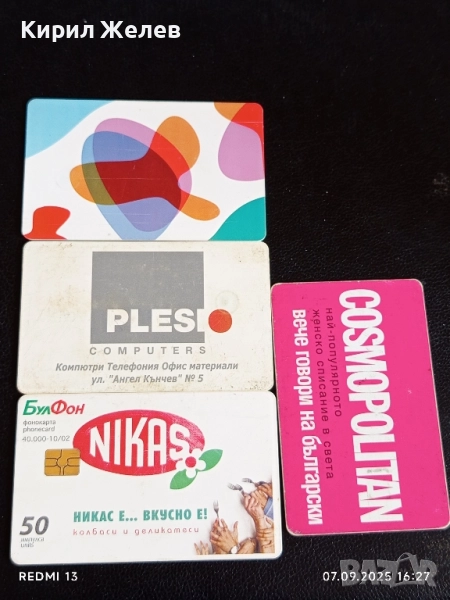 Кирил Желев
PLESIO
COMPUTERS
Компютри Телефония Офис материали
ул. "Ангел Кънчев" № 5
БулФон
фонокарта
phonecard
40.000-10/02
NIKAS
НИКАС Е... ВКУСНО Е!
колбаси и деликатеси
50
импулса
units
COSMOPOLITAN
най-популярното
женско списание в света
вече говори на български
REDMI 13
07.09.2025 16:27
BAZAR